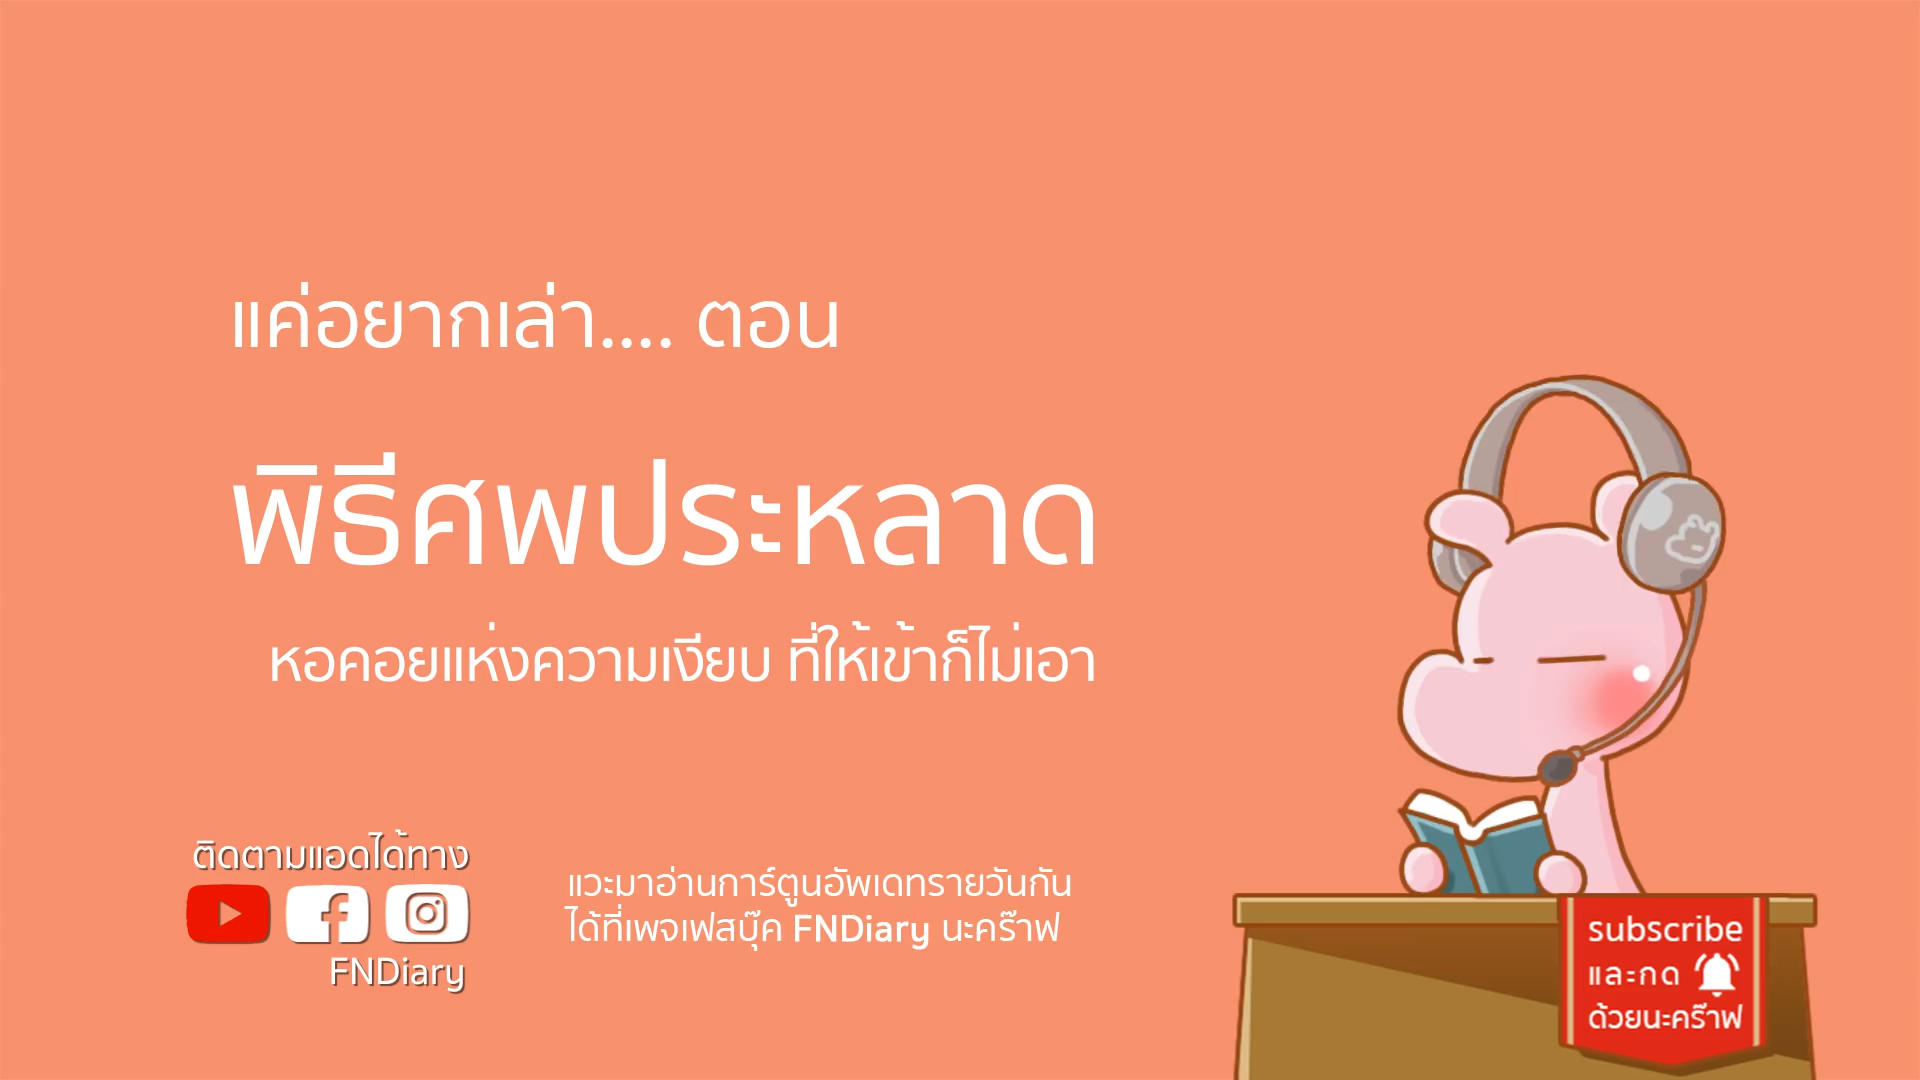 แค่อยากเล่า.... ตอน
พิธีศพประหลาด
หอคอยแห่งความเงียบ ที่ให้เข้าก็ไม่เอา
ติดตามแอดได้ทาง
FNDiary
แวะมาอ่านการ์ตูนอัพเดทรายวันกัน
ได้ที่เพจเฟสบุ๊ค FNDiary นะคร๊าฟ
subscribe
และกด
ด้วยนะคร๊าฟ